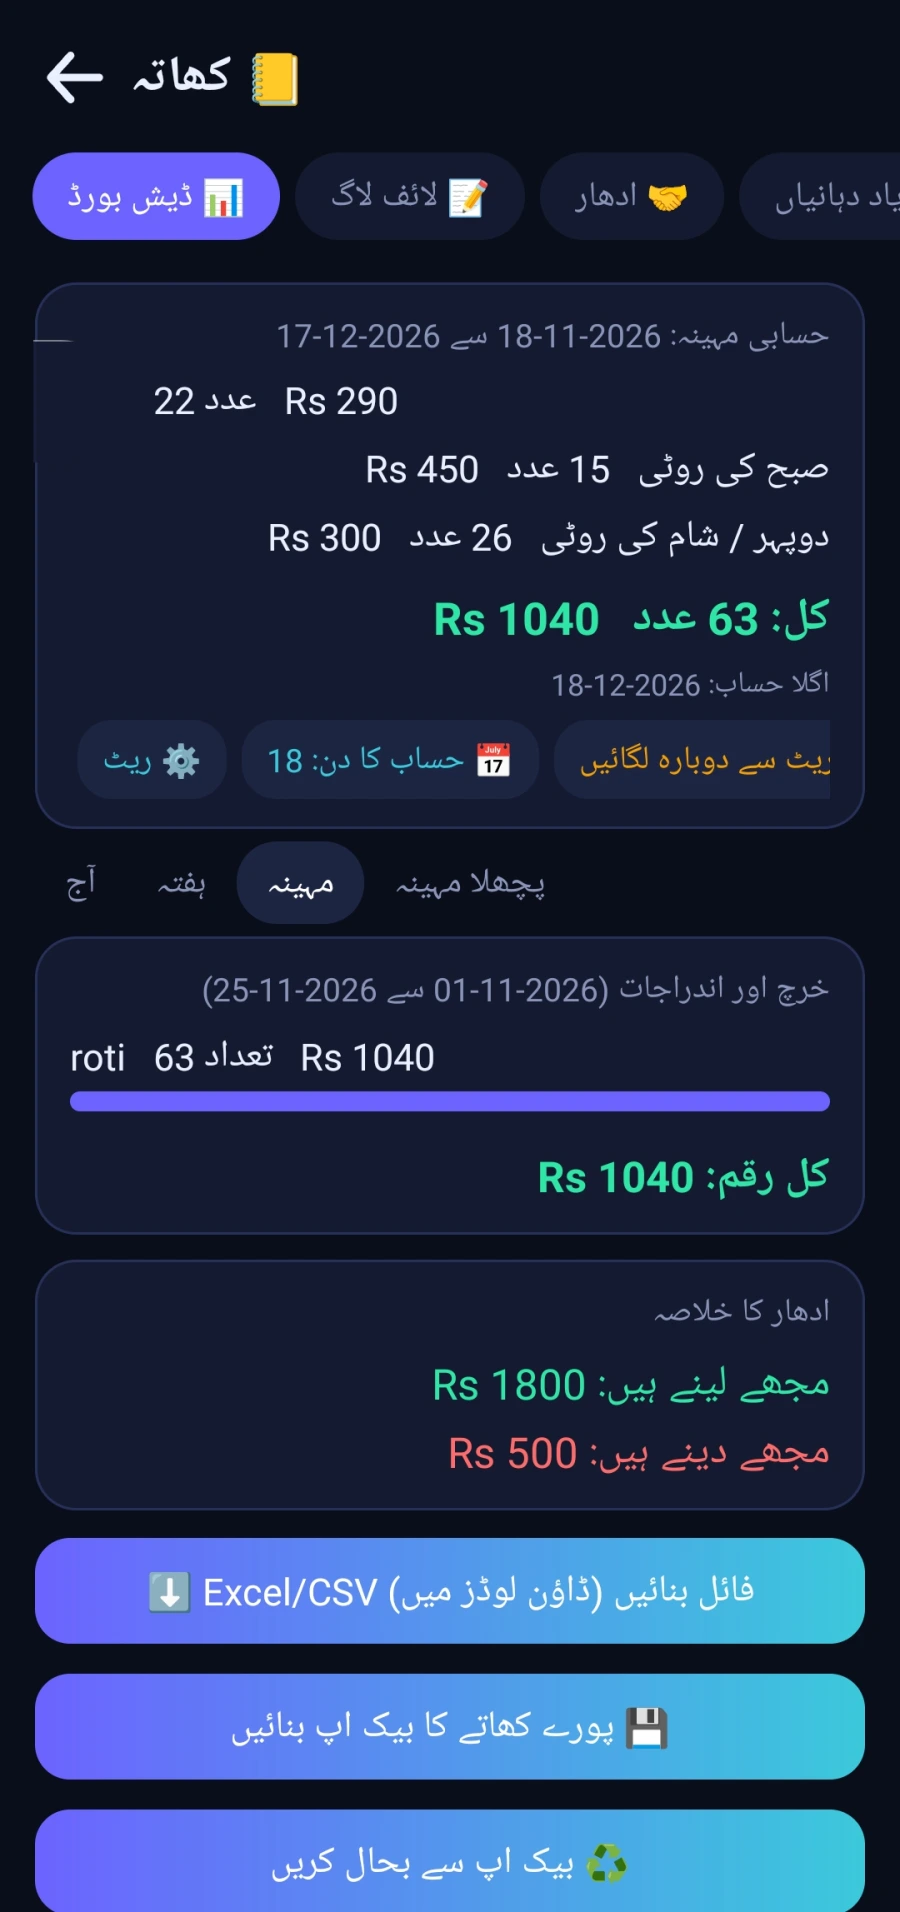 کھاتہ
ڈیش بورڈ
لائف لاگ
ادھار
یاد دہانیاں
حسابی مہینہ: 18-11-2026 سے 17-12-2026
22 عدد Rs 290
صبح کی روٹی 15 عدد Rs 450
دوپہر / شام کی روٹی 26 عدد Rs 300
کل: 63 عدد Rs 1040
اگلا حساب: 18-12-2026
ریٹ
July 17 حساب کا دن: 18
ریٹ سے دوبارہ لگائیں
آج
ہفتہ
مہینہ
پچھلا مہینہ
خرچ اور اندراجات (01-11-2026 سے 25-11-2026)
roti 63 تعداد Rs 1040
کل رقم: Rs 1040
ادھار کا خلاصہ
مجھے لینے ہیں: Rs 1800
مجھے دینے ہیں: Rs 500
Excel/CSV فائل بنائیں (ڈاؤن لوڈز میں)
پورے کھاتے کا بیک اپ بنائیں
بیک اپ سے بحال کریں